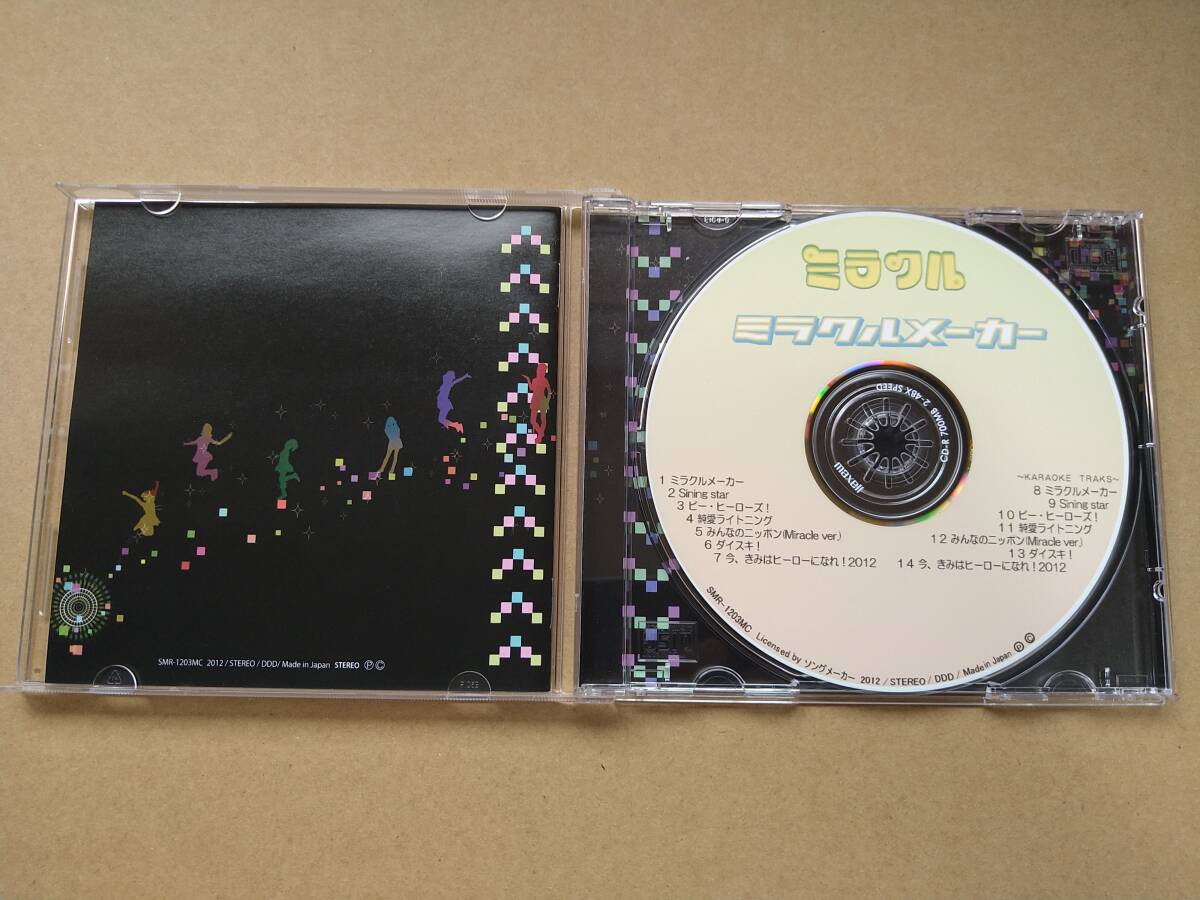 SMR-1203MC 2012 / STEREO / DDD / Made in Japan STEREO Ⓟ Ⓒ
ミラクル
ミラクルメーカー
maxell
CD-R 700MB 2-48X SPEED
1 ミラクルメーカー
2 Sining star
3 ビー・ヒーローズ！
4 純愛ライトニング
5 みんなのニッポン(Miracle ver.)
6 ダイスキ！
7 今、きみはヒーローになれ！2012
～KARAOKE TRAKS～
8 ミラクルメーカー
9 Sining star
10 ビー・ヒーローズ！
11 純愛ライトニング
12 みんなのニッポン(Miracle ver.)
13 ダイスキ！
14 今、きみはヒーローになれ！2012
SMR-1203MC Licensed by ソングメーカー 2012 / STEREO / DDD / Made in Japan Ⓟ Ⓒ